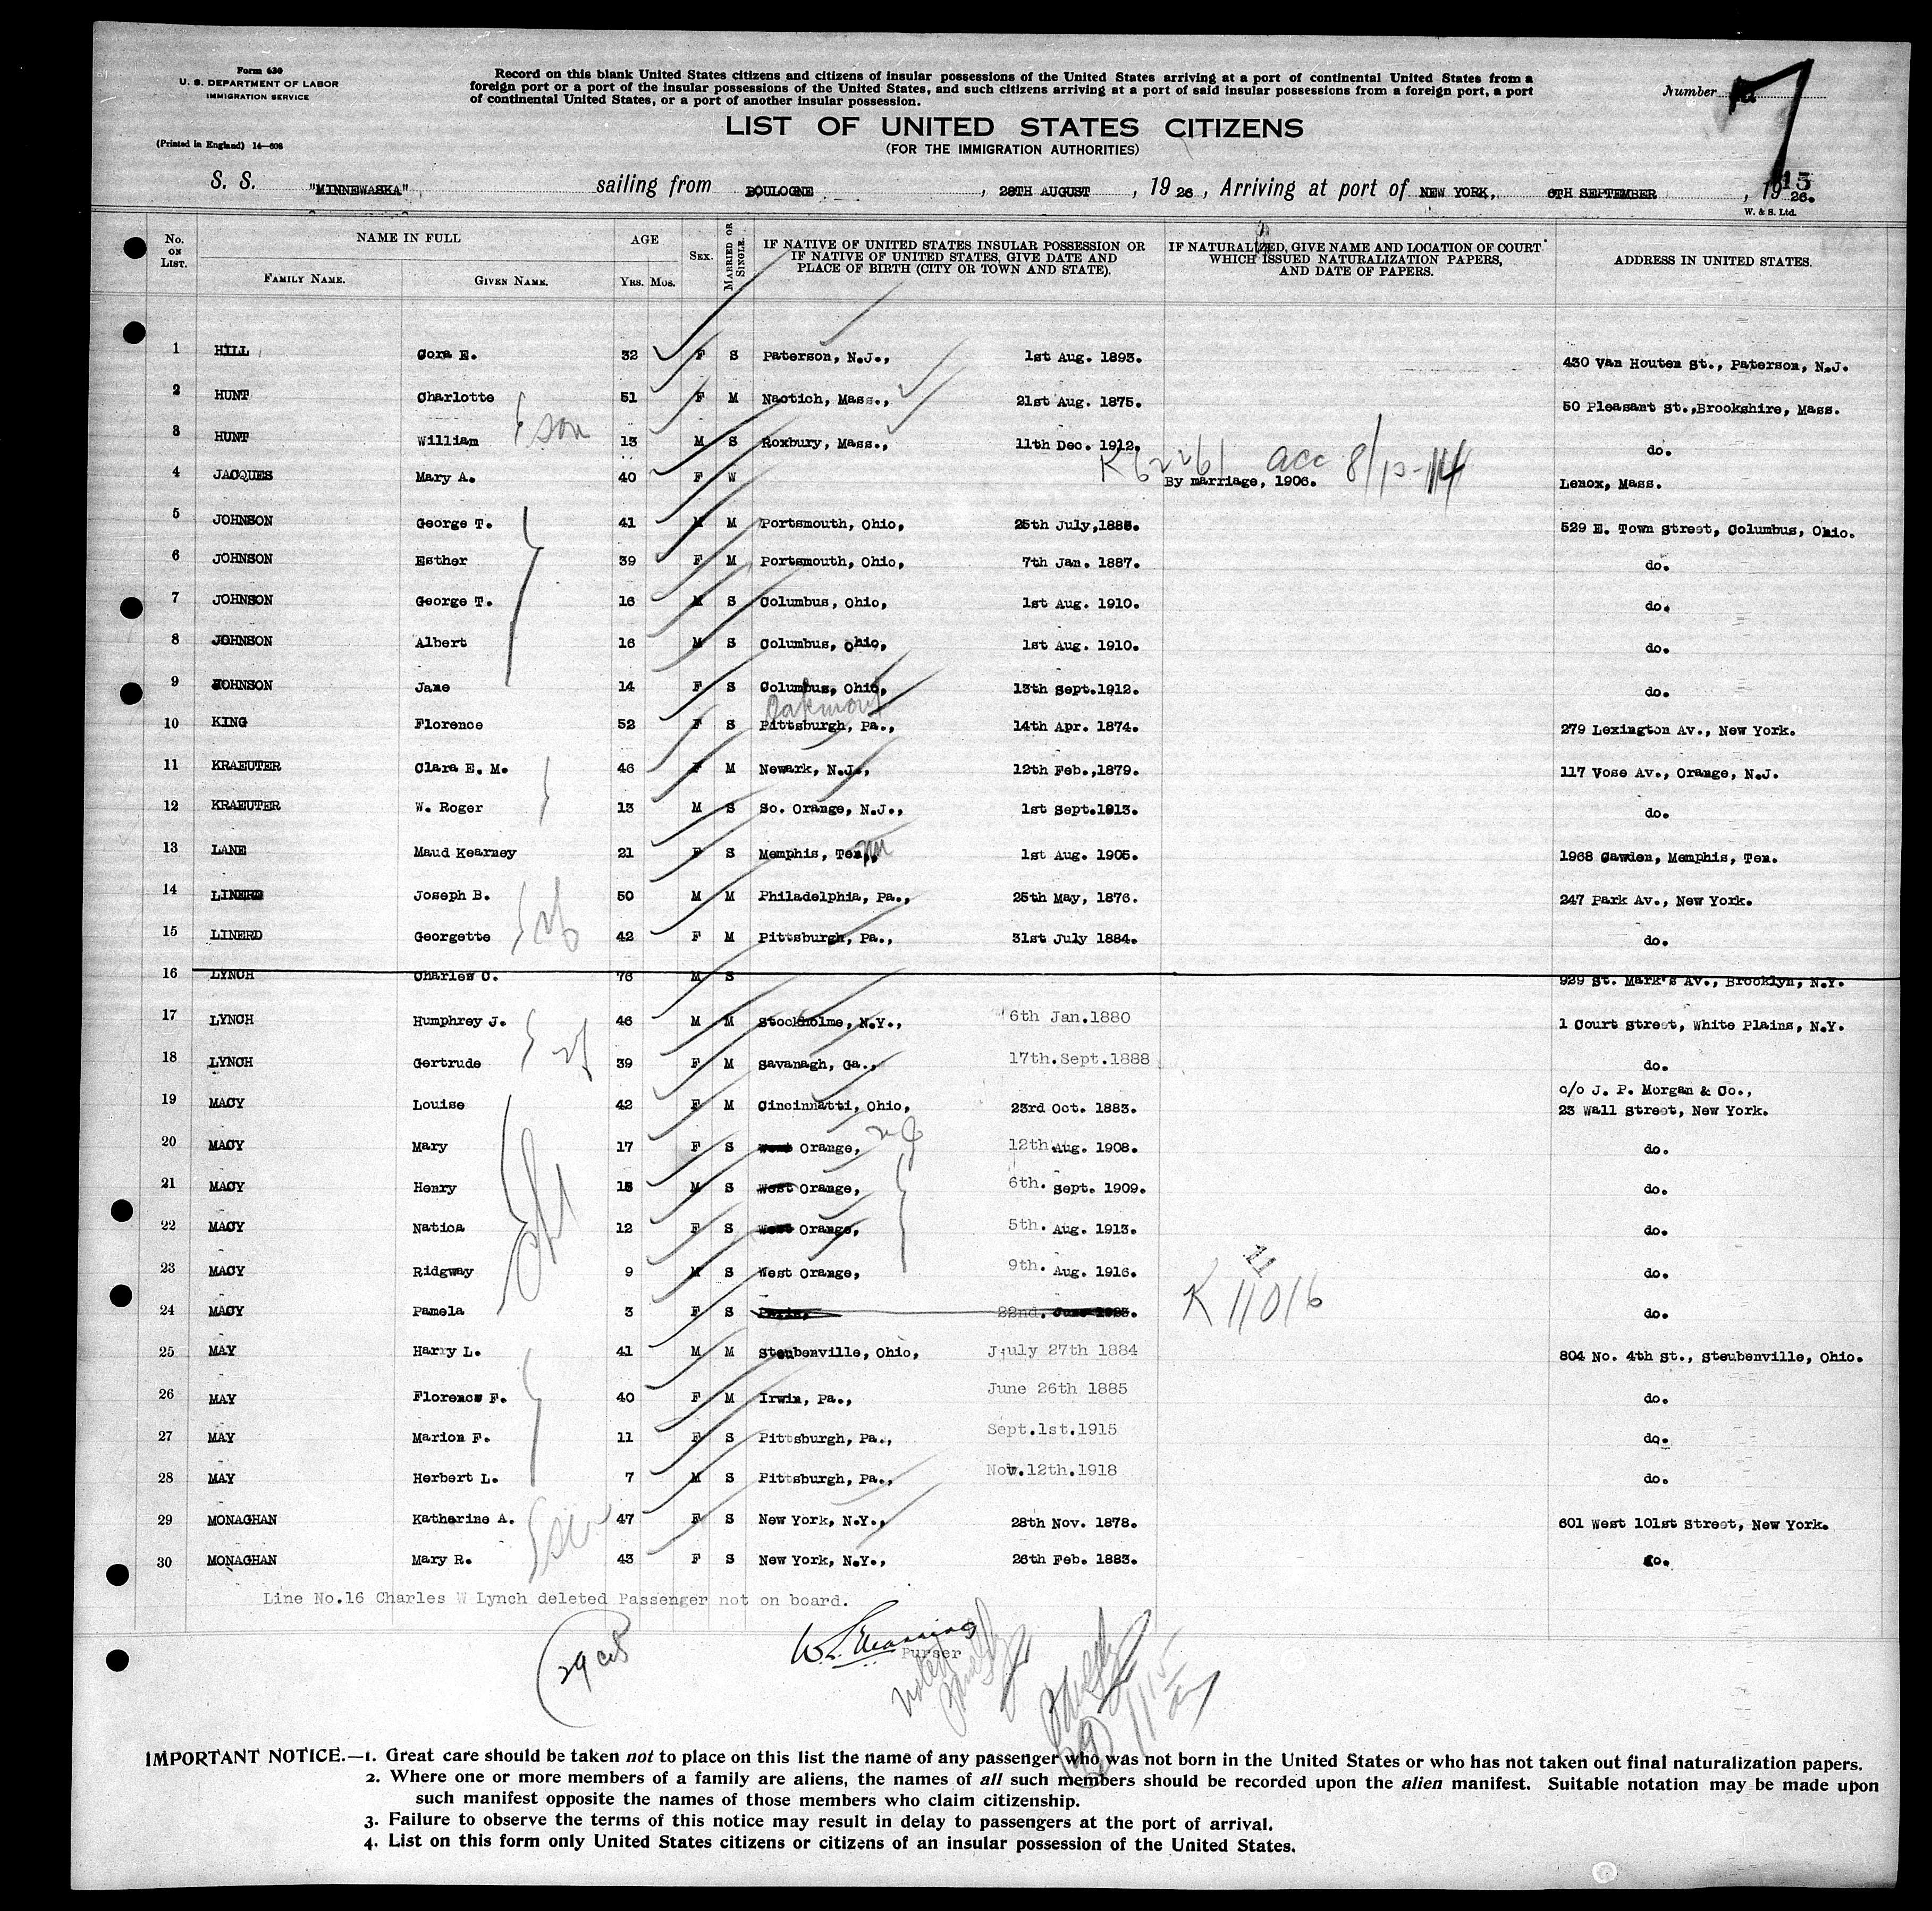 Form 630
U. S. DEPARTMENT OF LABOR
IMMIGRATION SERVICE
(Printed in England) 14—608
Record on this blank United States citizens and citizens of insular possessions of the United States arriving at a port of continental United States from a
foreign port or a port of the insular possessions of the United States, and such citizens arriving at a port of said insular possessions from a foreign port, a port
of continental United States, or a port of another insular possession.
Number 7
LIST OF UNITED STATES CITIZENS
(FOR THE IMMIGRATION AUTHORITIES)
13
S. S. "MINNEWASKA" sailing from BOULOGNE, 28TH AUGUST, 1926, Arriving at port of NEW YORK, 6TH SEPTEMBER, 1926.
W. & S. Ltd.
No. ON LIST. NAME IN FULL FAMILY NAME. GIVEN NAME. AGE YRS. MOS. SEX. MARRIED OR SINGLE. IF NATIVE OF UNITED STATES INSULAR POSSESSION OR IF NATIVE OF UNITED STATES, GIVE DATE AND PLACE OF BIRTH (CITY OR TOWN AND STATE). IF NATURALIZED, GIVE NAME AND LOCATION OF COURT WHICH ISSUED NATURALIZATION PAPERS, AND DATE OF PAPERS. ADDRESS IN UNITED STATES.
1 HILL Cora E. 32 F S Paterson, N.J., 1st Aug. 1893. 430 Van Houten St., Paterson, N.J.
2 HUNT Charlotte 51 F M Nactich, Mass., 21st Aug. 1875. 50 Pleasant St.,Brookshire, Mass.
3 HUNT William son 13 M S Roxbury, Mass., 11th Dec. 1912. do.
4 JACQUES Mary A. 40 F W K 62261 acc By marriage, 1906. Lenox, Mass.
5 JOHNSON George T. 41 M M Portsmouth, Ohio, 25th July,1885. 529 E. Town Street, Columbus, Ohio.
6 JOHNSON Esther 39 F M Portsmouth, Ohio, 7th Jan. 1887. do.
7 JOHNSON George T. 16 M S Columbus, Ohio, 1st Aug. 1910. do.
8 JOHNSON Albert 16 M S Columbus, Ohio, 1st Aug. 1910. do.
9 JOHNSON Jane 14 F S Columbus, Ohio, 13th Sept.1912. do.
Oakmont
10 KING Florence 52 F S Pittsburgh, Pa., 14th Apr. 1874. 279 Lexington Av., New York.
11 KRAEUTER Clara E. M. 46 F M Newark, N.J., 12th Feb.,1879. 117 Vose Av., Orange, N.J.
12 KRAEUTER W. Roger 13 M S So. Orange, N.J., 1st Sept.1913. do.
13 LANE Maud Kearney 21 F S Memphis, Ten., 1st Aug. 1905. 1968 Cawden, Memphis, Ten.
14 LINERD Joseph B. 50 M M Philadelphia, Pa., 25th May, 1876. 247 Park Av., New York.
15 LINERD Georgette 42 F M Pittsburgh, Pa., 31st July 1884. do.
16 LYNCH Charles C. 76 M S 929 St. Mark's Av., Brooklyn, N.Y.
17 LYNCH Humphrey J. 46 M M Stockholme, N.Y., 6th Jan.1880 1 Court Street, White Plains, N.Y.
18 LYNCH Gertrude 39 F M Savanagh, Ga., 17th.Sept.1888 do.
19 MACY Louise 42 F M Cincinnatti, Ohio, 23rd Oct. 1883. c/o J. P. Morgan & Co.,
23 Wall Street, New York.
20 MACY Mary 17 F S West Orange, 12th Aug. 1908. do.
21 MACY Henry 15 M S West Orange, 6th. Sept. 1909. do.
22 MACY Natica 12 F S West Orange, 5th. Aug. 1913. do.
23 MACY Ridgway 9 M S West Orange, 9th. Aug. 1916. do.
24 MACY Pamela 3 F S Paris, 22nd. June 1923. K 11016 do.
25 MAY Harry L. 41 M M Steubenville, Ohio, July 27th 1884 804 No. 4th St., Steubenville, Ohio.
26 MAY Florence F. 40 F M Irwin, Pa., June 26th 1885 do.
27 MAY Marion F. 11 F S Pittsburgh, Pa., Sept.1st.1915 do.
28 MAY Herbert L. 7 M S Pittsburgh, Pa., Nov.12th.1918 do.
29 MONAGHAN Katherine A. 47 F S New York, N.Y., 28th Nov. 1878. 601 West 101st Street, New York.
30 MONAGHAN Mary R. 43 F S New York, N.Y., 26th Feb. 1883. do.
Line No.16 Charles W Lynch deleted Passenger not on board.
Purser
IMPORTANT NOTICE.—1. Great care should be taken not to place on this list the name of any passenger who was not born in the United States or who has not taken out final naturalization papers.
2. Where one or more members of a family are aliens, the names of all such members should be recorded upon the alien manifest. Suitable notation may be made upon
such manifest opposite the names of those members who claim citizenship.
3. Failure to observe the terms of this notice may result in delay to passengers at the port of arrival.
4. List on this form only United States citizens or citizens of an insular possession of the United States.